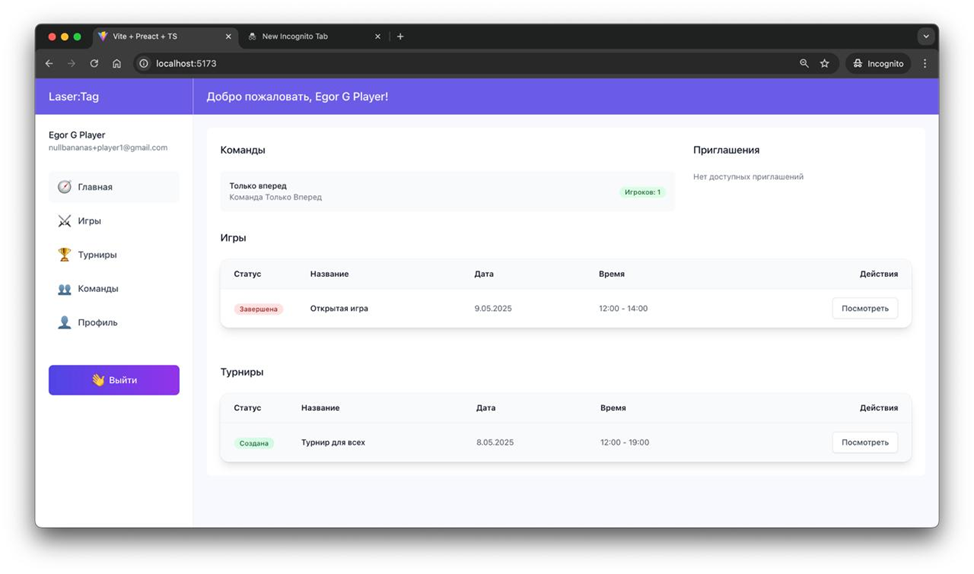 Vite + Preact + TS
New Incognito Tab
localhost:5173
Incognito
Laser:Tag
Добро пожаловать, Egor G Player!
Egor G Player
nullbananas+player1@gmail.com
Главная
Игры
Турниры
Команды
Профиль
Выйти
Команды
Только вперед
Команда Только Вперед
Игроков: 1
Приглашения
Нет доступных приглашений
Игры
Статус Название Дата Время Действия
Завершена Открытая игра 9.05.2025 12:00 - 14:00 Посмотреть
Турниры
Статус Название Дата Время Действия
Создана Турнир для всех 8.05.2025 12:00 - 19:00 Посмотреть